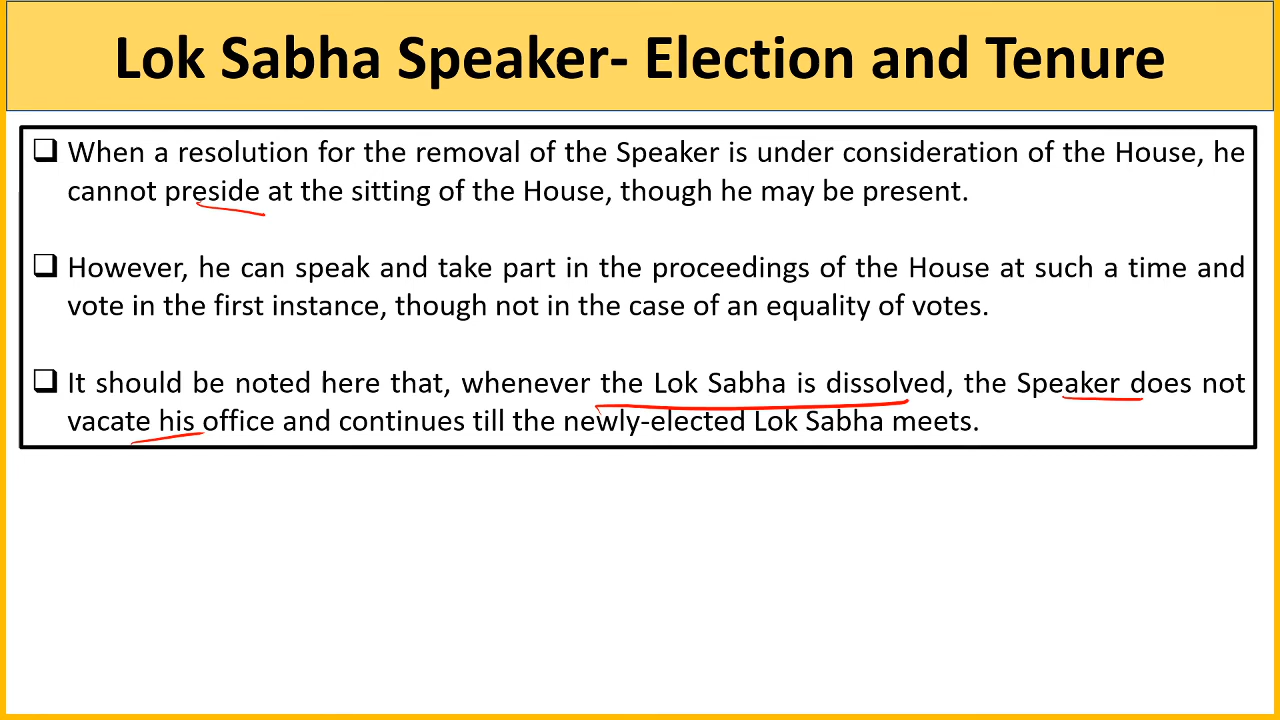 Lok Sabha Speaker- Election and Tenure
❑ When a resolution for the removal of the Speaker is under consideration of the House, he
cannot preside at the sitting of the House, though he may be present.
❑ However, he can speak and take part in the proceedings of the House at such a time and
vote in the first instance, though not in the case of an equality of votes.
❑ It should be noted here that, whenever the Lok Sabha is dissolved, the Speaker does not
vacate his office and continues till the newly-elected Lok Sabha meets.